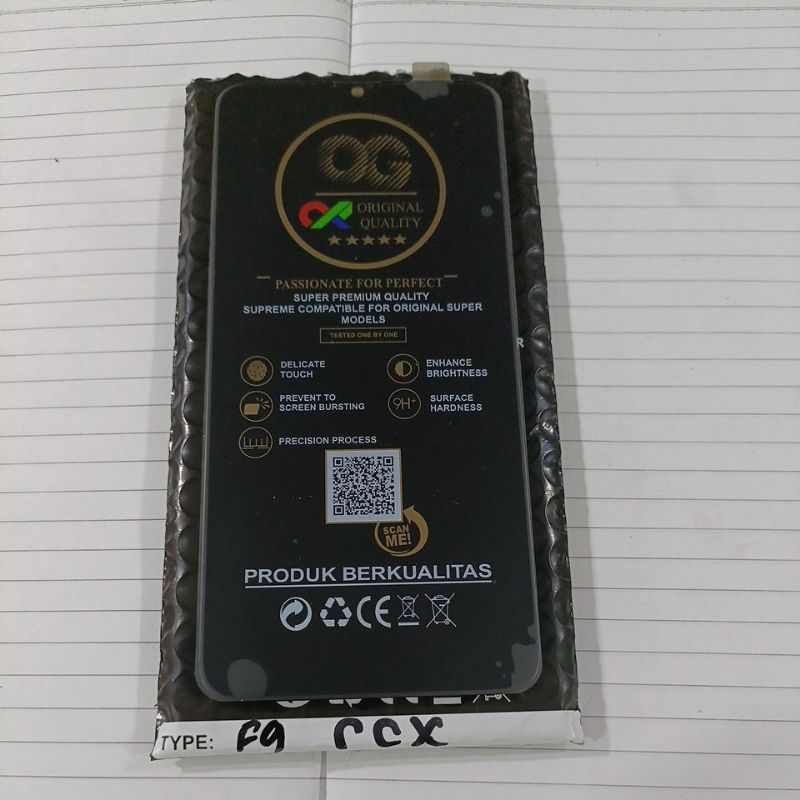 OG
ORIGINAL
QUALITY
PASSIONATE FOR PERFECT
SUPER PREMIUM QUALITY
SUPREME COMPATIBLE FOR ORIGINAL SUPER
MODELS
TESTED ONE BY ONE
DELICATE
TOUCH
ENHANCE
BRIGHTNESS
PREVENT TO
SCREEN BURSTING
9H+
SURFACE
HARDNESS
PRECISION PROCESS
SCAN
ME!
PRODUK BERKUALITAS
CE
TYPE: F9